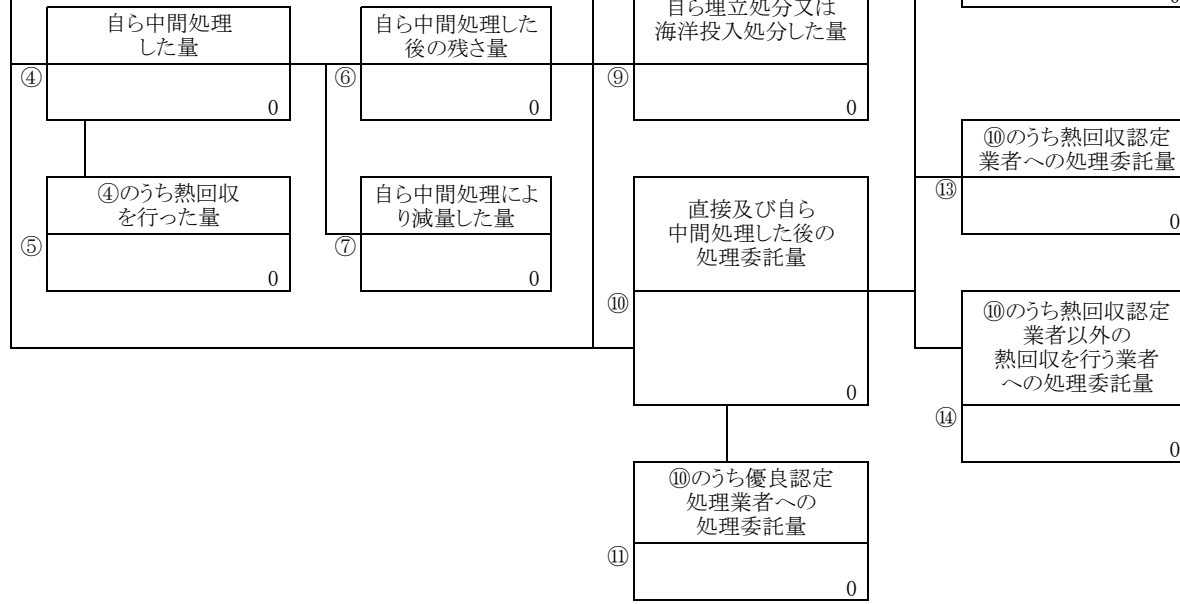 自ら中間処理
した量
④
0
自ら中間処理した
後の残さ量
⑥
0
自ら埋立処分又は
海洋投入処分した量
⑨
0
④のうち熱回収
を行った量
⑤
0
自ら中間処理によ
り減量した量
⑦
0
直接及び自ら
中間処理した後の
処理委託量
⑩
0
⑩のうち優良認定
処理業者への
処理委託量
⑪
0
⑩のうち熱回収認定
業者への処理委託量
⑬
0
⑩のうち熱回収認定
業者以外の
熱回収を行う業者
への処理委託量
⑭
0